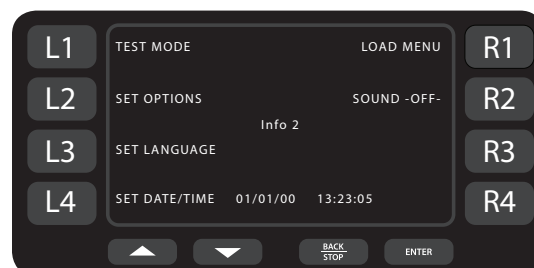 L1 TEST MODE LOAD MENU R1
L2 SET OPTIONS SOUND -OFF- R2
Info 2
L3 SET LANGUAGE R3
L4 SET DATE/TIME 01/01/00 13:23:05 R4
BACK
STOP ENTER